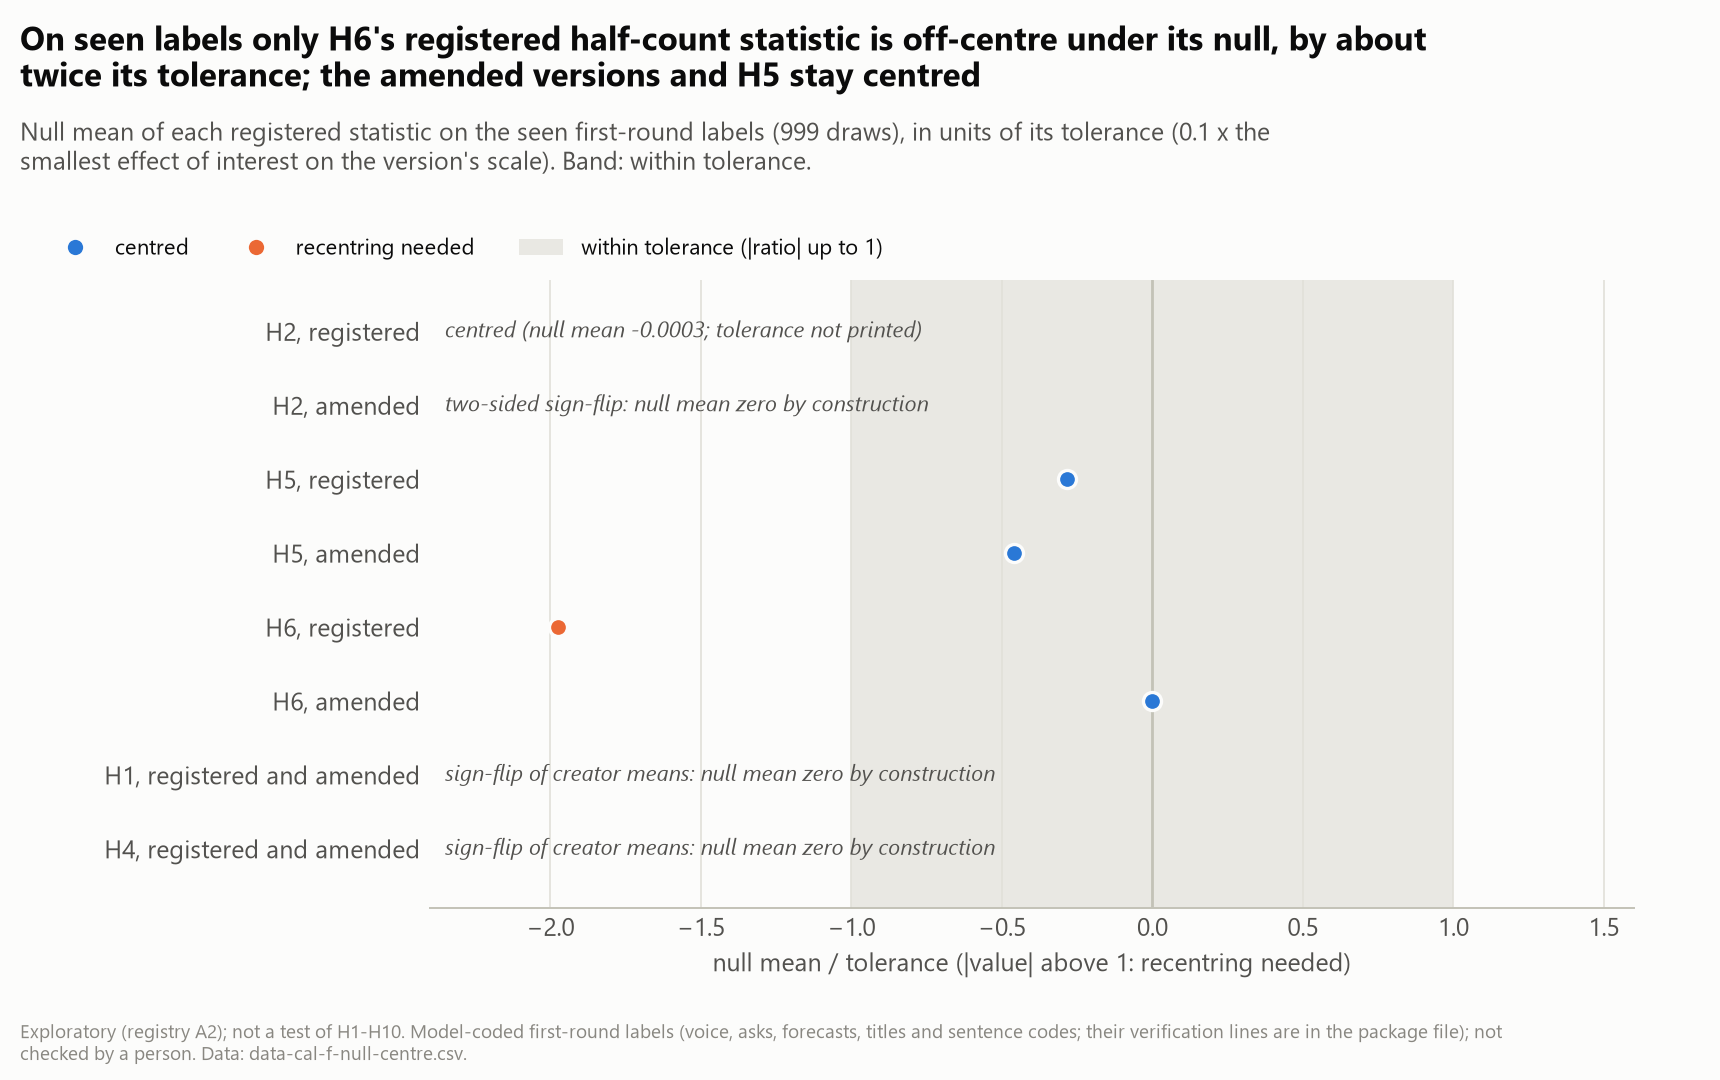 On seen labels only H6's registered half-count statistic is off-centre under its null, by about
twice its tolerance; the amended versions and H5 stay centred
Null mean of each registered statistic on the seen first-round labels (999 draws), in units of its tolerance (0.1 x the
smallest effect of interest on the version's scale). Band: within tolerance.
centred
recentring needed
within tolerance (|ratio| up to 1)
H2, registered
centred (null mean -0.0003; tolerance not printed)
H2, amended
two-sided sign-flip: null mean zero by construction
H5, registered
H5, amended
H6, registered
H6, amended
H1, registered and amended
sign-flip of creator means: null mean zero by construction
H4, registered and amended
sign-flip of creator means: null mean zero by construction
−2.0 −1.5 −1.0 −0.5 0.0 0.5 1.0 1.5
null mean / tolerance (|value| above 1: recentring needed)
Exploratory (registry A2); not a test of H1-H10. Model-coded first-round labels (voice, asks, forecasts, titles and sentence codes; their verification lines are in the package file); not
checked by a person. Data: data-cal-f-null-centre.csv.